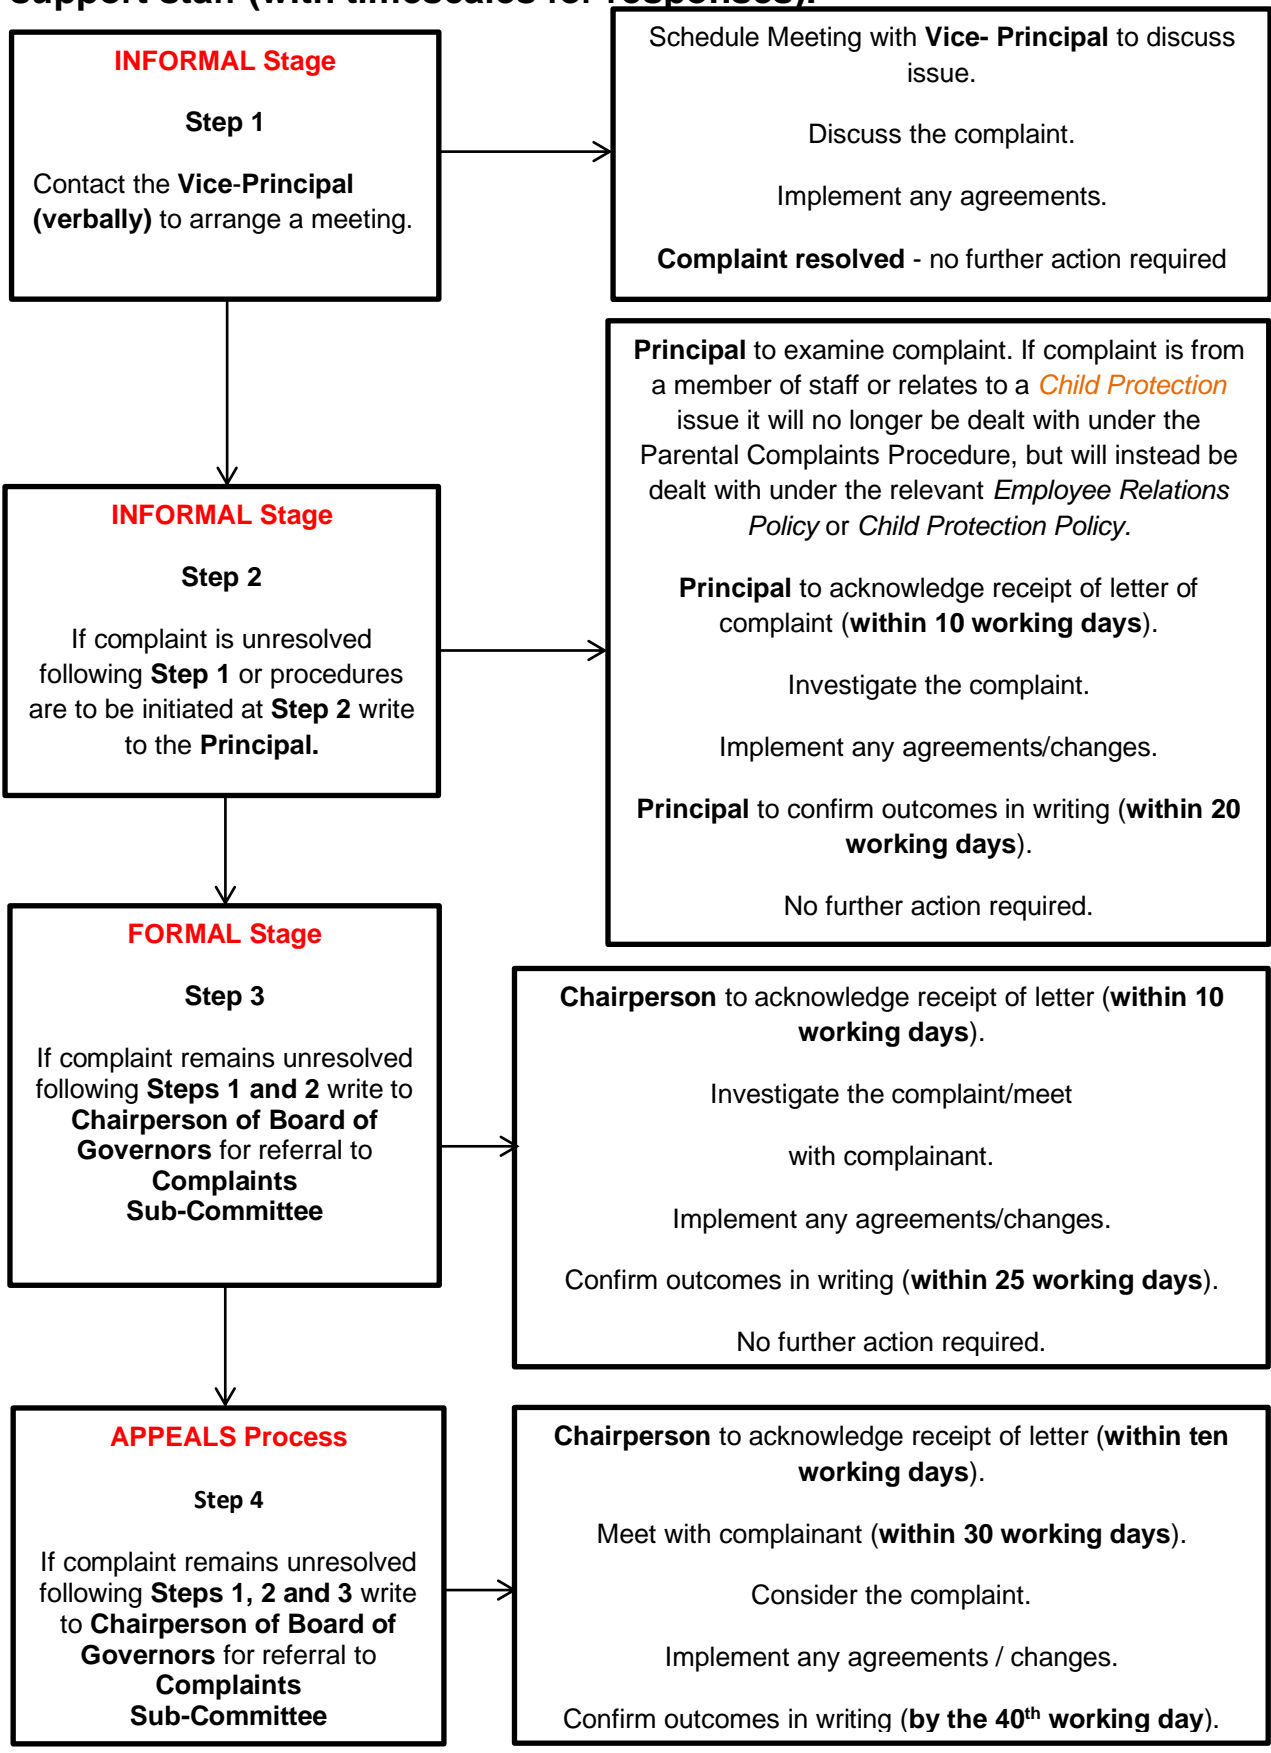 support staff (with timescales for responses).
INFORMAL Stage
Step 1
Contact the Vice-Principal
(verbally) to arrange a meeting.
Schedule Meeting with Vice- Principal to discuss
issue.
Discuss the complaint.
Implement any agreements.
Complaint resolved - no further action required
INFORMAL Stage
Step 2
If complaint is unresolved
following Step 1 or procedures
are to be initiated at Step 2 write
to the Principal.
Principal to examine complaint. If complaint is from
a member of staff or relates to a Child Protection
issue it will no longer be dealt with under the
Parental Complaints Procedure, but will instead be
dealt with under the relevant Employee Relations
Policy or Child Protection Policy.
Principal to acknowledge receipt of letter of
complaint (within 10 working days).
Investigate the complaint.
Implement any agreements/changes.
Principal to confirm outcomes in writing (within 20
working days).
No further action required.
FORMAL Stage
Step 3
If complaint remains unresolved
following Steps 1 and 2 write to
Chairperson of Board of
Governors for referral to
Complaints
Sub-Committee
Chairperson to acknowledge receipt of letter (within 10
working days).
Investigate the complaint/meet
with complainant.
Implement any agreements/changes.
Confirm outcomes in writing (within 25 working days).
No further action required.
APPEALS Process
Step 4
If complaint remains unresolved
following Steps 1, 2 and 3 write
to Chairperson of Board of
Governors for referral to
Complaints
Sub-Committee
Chairperson to acknowledge receipt of letter (within ten
working days).
Meet with complainant (within 30 working days).
Consider the complaint.
Implement any agreements / changes.
Confirm outcomes in writing (by the 40th working day).